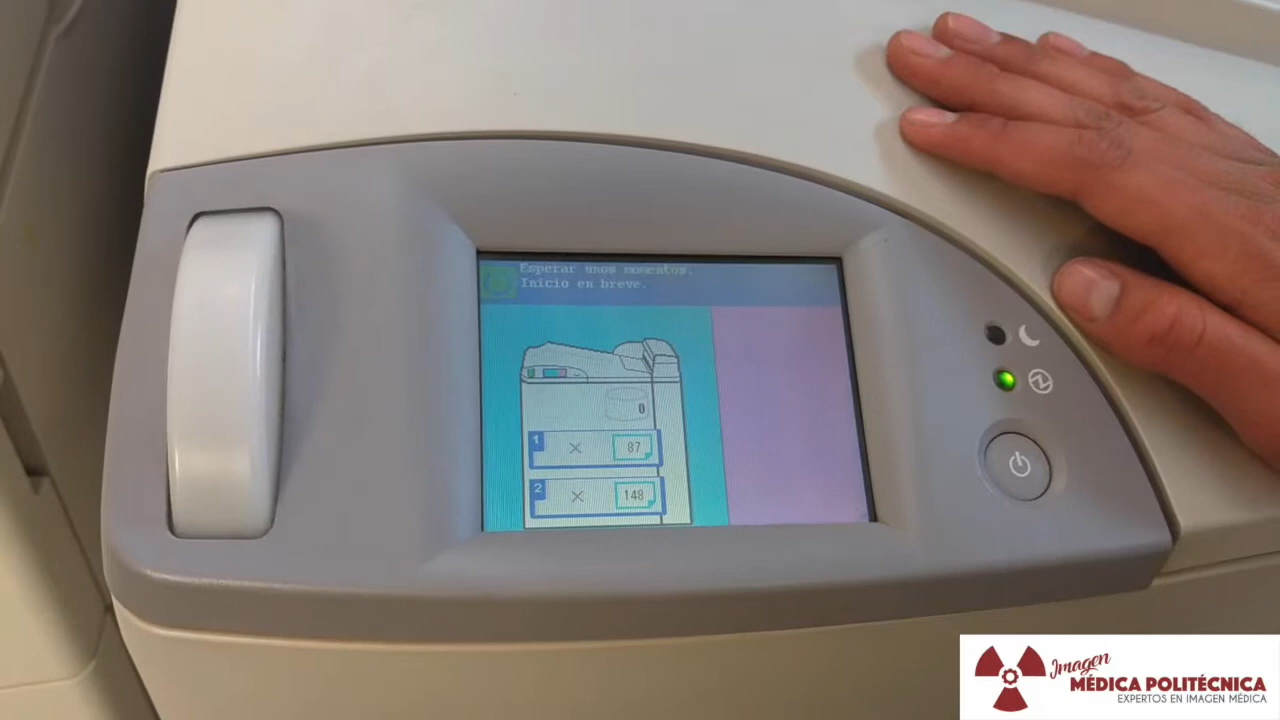 Esperar unos momentos.
Inicio en breve.
0
1
87
2
148
Imagen
MÉDICA POLITÉCNICA
EXPERTOS EN IMAGEN MÉDICA